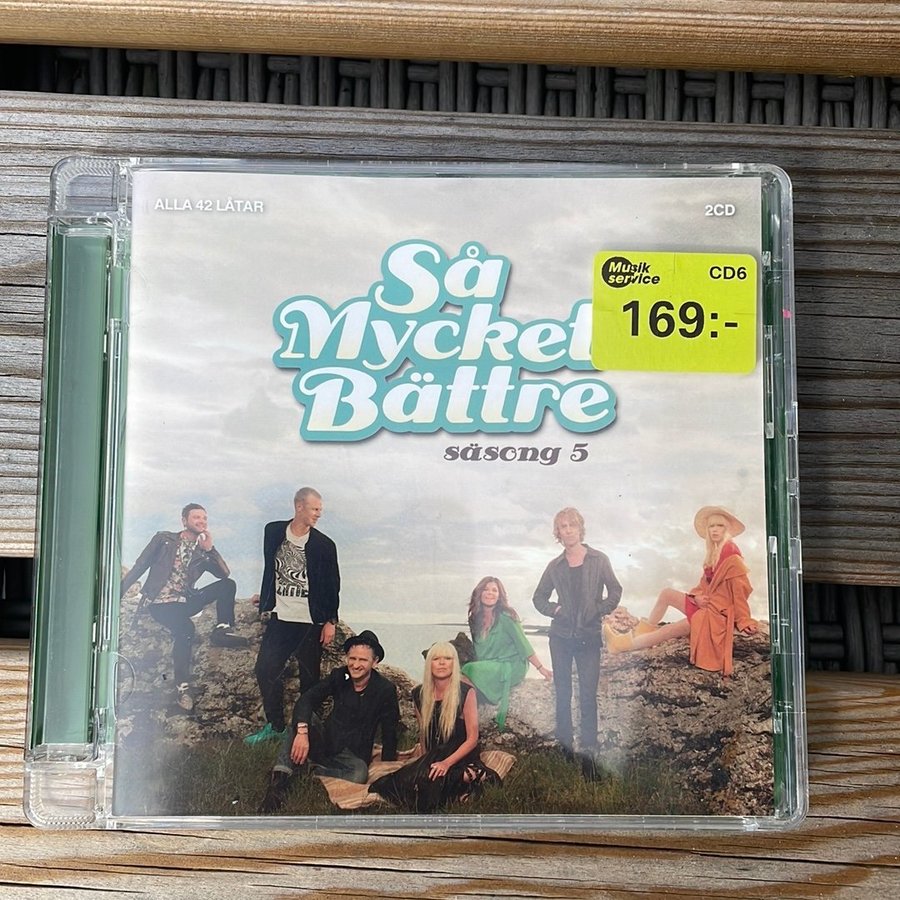 ALLA 42 LÅTAR
2CD
Så
Mycket
Bättre
säsong 5
Musik
service
CD6
169:-